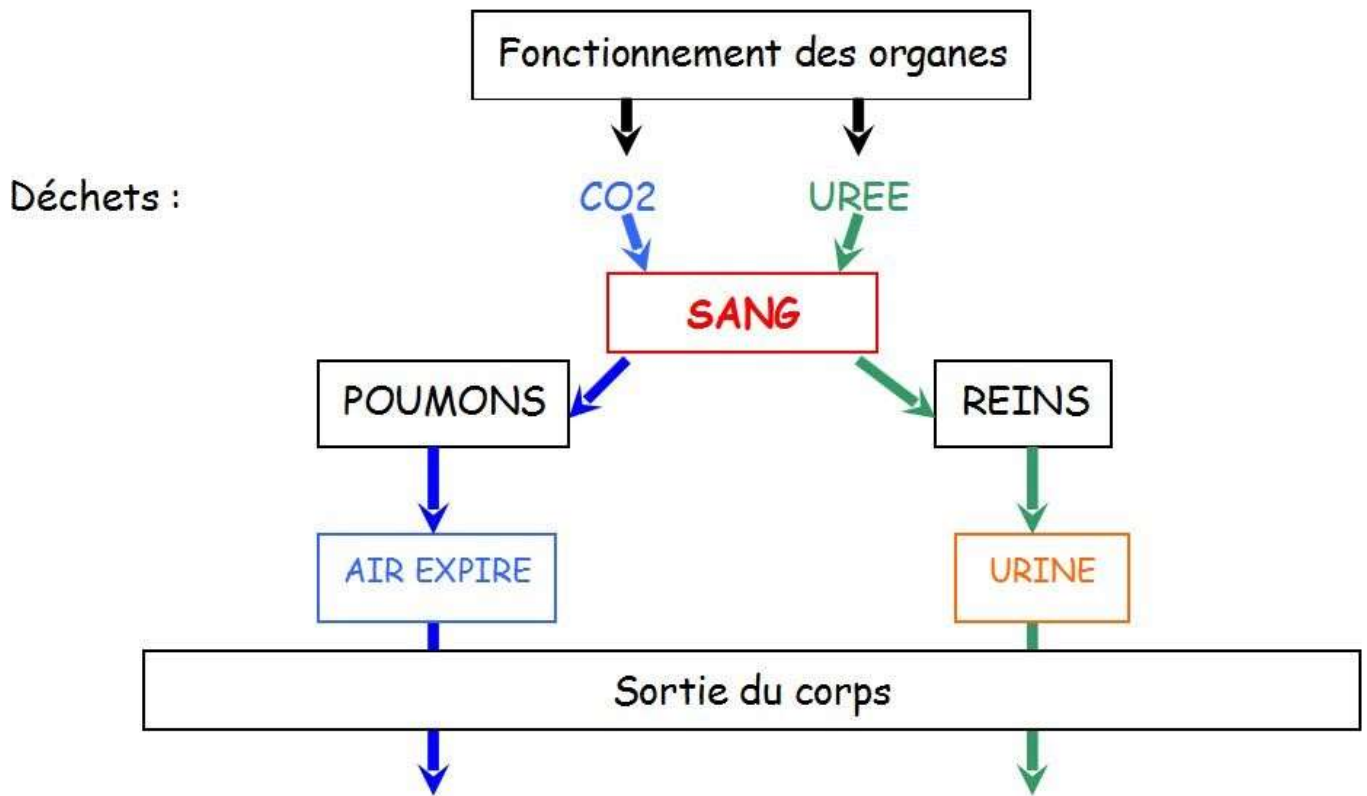 Fonctionnement des organes
Déchets :
CO2
UREE
SANG
POUMONS
REINS
AIR EXPIRE
URINE
Sortie du corps